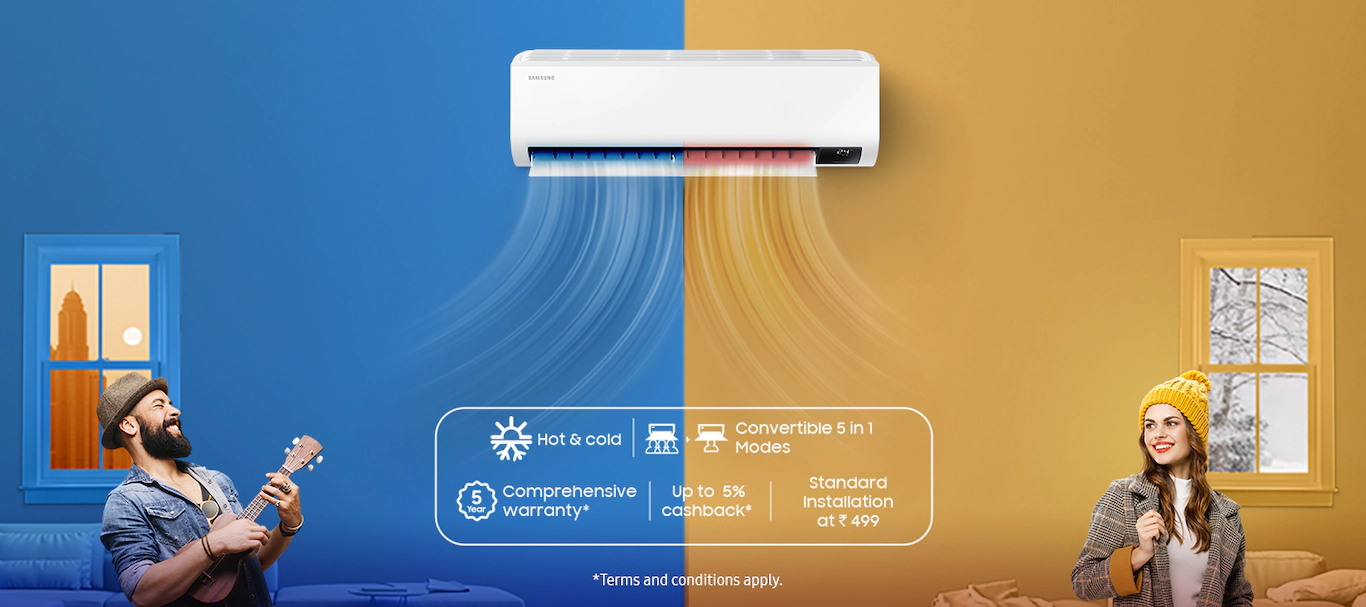 SAMSUNG
24°
Hot & cold
Convertible 5 in 1
Modes
5
Year
Comprehensive
warranty*
Up to 5%
cashback*
Standard
Installation
at ₹ 499
*Terms and conditions apply.